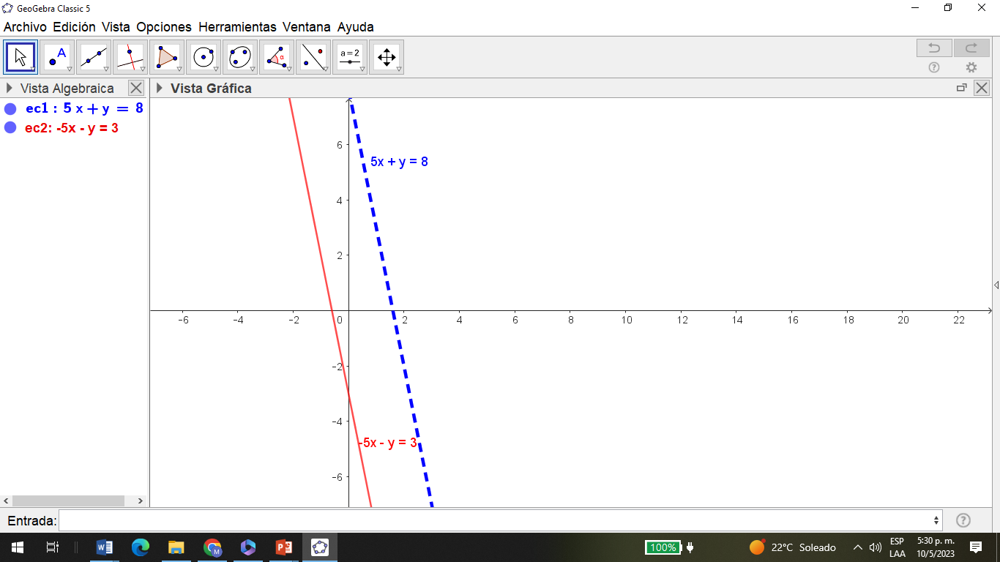 GeoGebra Classic 5
Archivo Edición Vista Opciones Herramientas Ventana Ayuda
A
α
a = 2
Vista Algebraica
Vista Gráfica
ec1 : 5 x + y = 8
ec2: -5x - y = 3
5x + y = 8
-5x - y = 3
6
4
2
-6 -4 -2 0 2 4 6 8 10 12 14 16 18 20 22
-2
-4
-6
Entrada:
100%
22°C Soleado
ESP
LAA
5:30 p. m.
10/5/2023